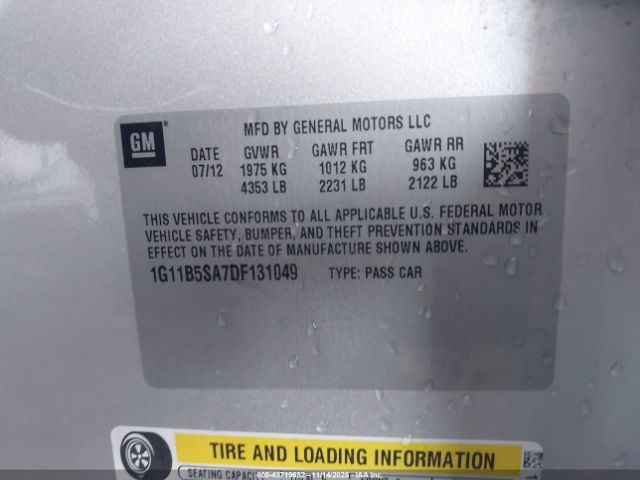 GM
MFD BY GENERAL MOTORS LLC
DATE GVWR GAWR FRT GAWR RR
07/12 1975 KG 1012 KG 963 KG
4353 LB 2231 LB 2122 LB
THIS VEHICLE CONFORMS TO ALL APPLICABLE U.S. FEDERAL MOTOR
VEHICLE SAFETY, BUMPER, AND THEFT PREVENTION STANDARDS IN
EFFECT ON THE DATE OF MANUFACTURE SHOWN ABOVE.
1G11B5SA7DF131049 TYPE: PASS CAR
TIRE AND LOADING INFORMATION
SEATING CAPACITY
000-43719652 - 11/14/2025 - IAA Inc.